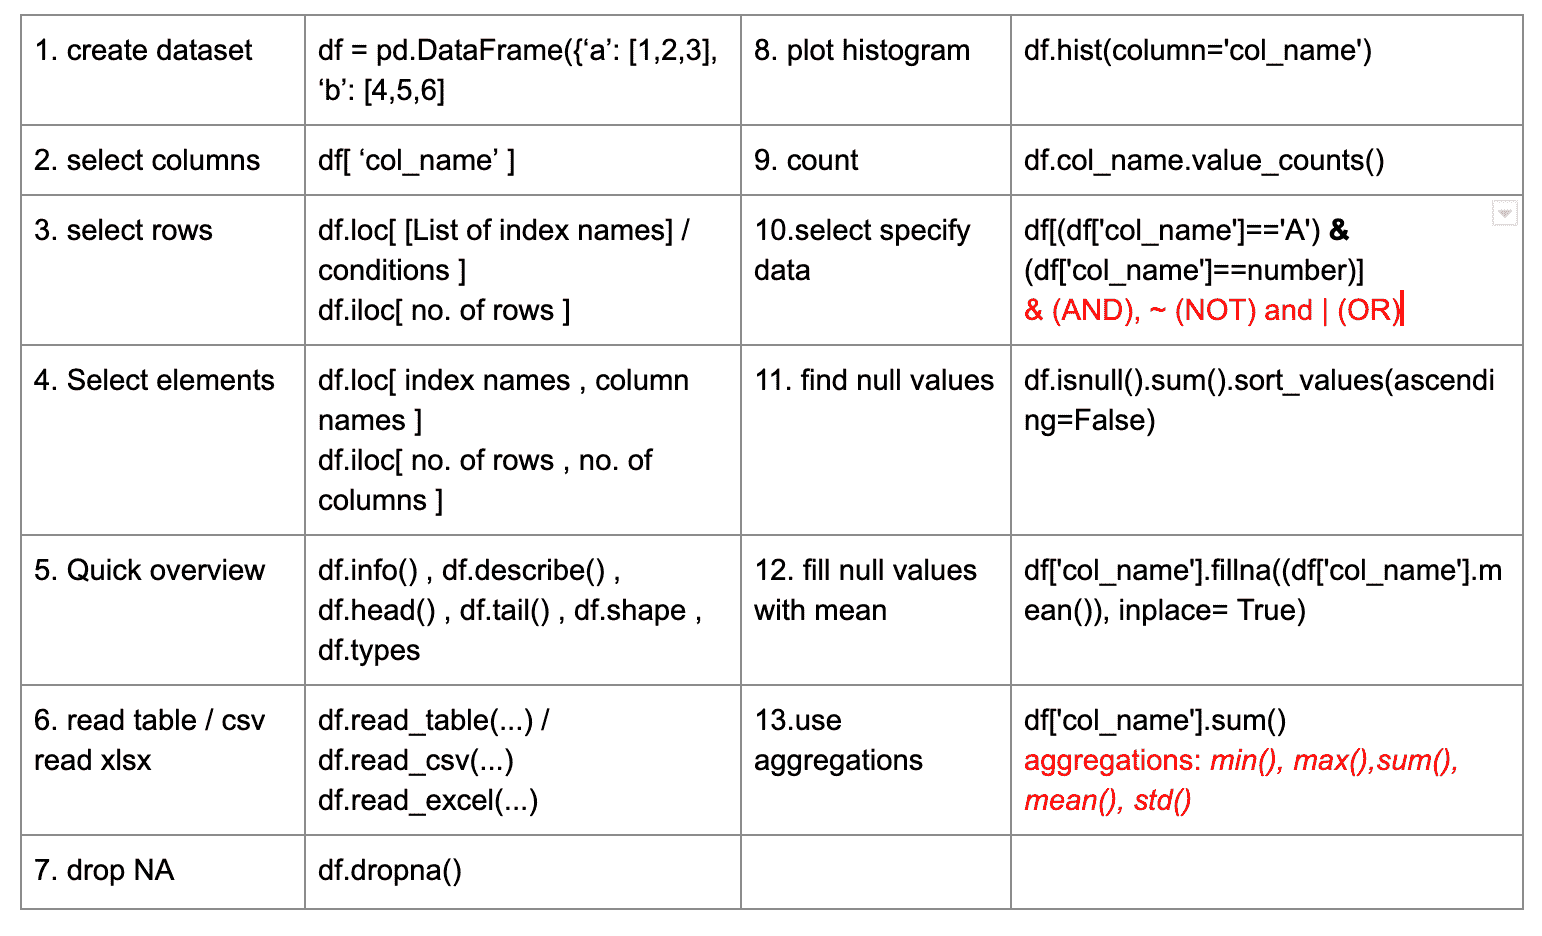 1. create dataset
df = pd.DataFrame({‘a’: [1,2,3],
‘b’: [4,5,6]
8. plot histogram
df.hist(column='col_name')
2. select columns
df[ ‘col_name’ ]
9. count
df.col_name.value_counts()
3. select rows
df.loc[ [List of index names] /
conditions ]
df.iloc[ no. of rows ]
10.select specify
data
df[(df['col_name']=='A') &
(df['col_name']==number)]
& (AND), ~ (NOT) and | (OR)
4. Select elements
df.loc[ index names , column
names ]
df.iloc[ no. of rows , no. of
columns ]
11. find null values
df.isnull().sum().sort_values(ascendi
ng=False)
5. Quick overview
df.info() , df.describe() ,
df.head() , df.tail() , df.shape ,
df.types
12. fill null values
with mean
df['col_name'].fillna((df['col_name'].m
ean()), inplace= True)
6. read table / csv
read xlsx
df.read_table(...) /
df.read_csv(...)
df.read_excel(...)
13.use
aggregations
df['col_name'].sum()
aggregations: min(), max(),sum(),
mean(), std()
7. drop NA
df.dropna()